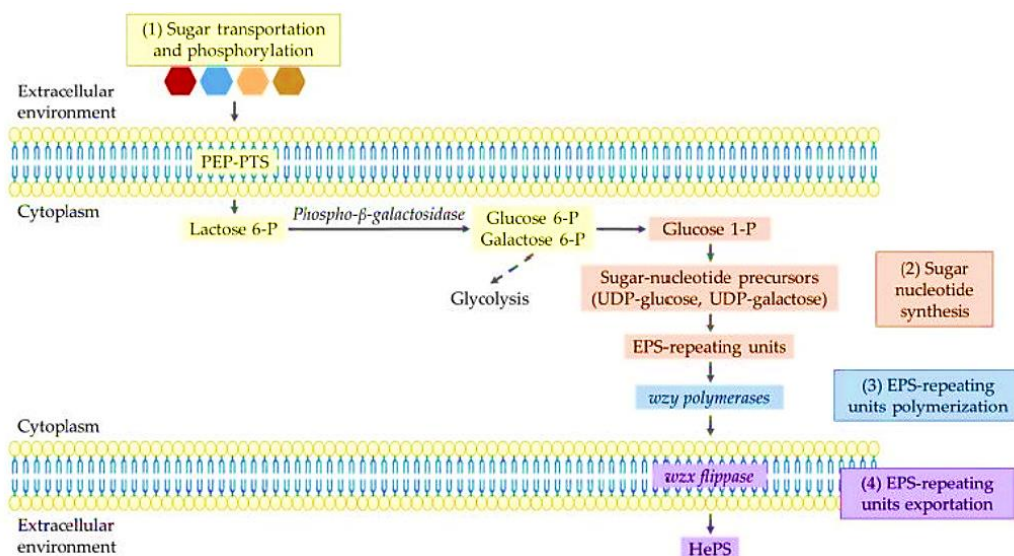 (1) Sugar transportation
and phosphorylation
Extracellular
environment
PEP-PTS
Cytoplasm
Lactose 6-P
Phospho-β-galactosidase
Glucose 6-P
Galactose 6-P
Glucose 1-P
Glycolysis
Sugar-nucleotide precursors
(UDP-glucose, UDP-galactose)
(2) Sugar
nucleotide
synthesis
EPS-repeating units
wzy polymerases
(3) EPS-repeating
units polymerization
Cytoplasm
wzx flippase
(4) EPS-repeating
units exportation
Extracellular
environment
HePS